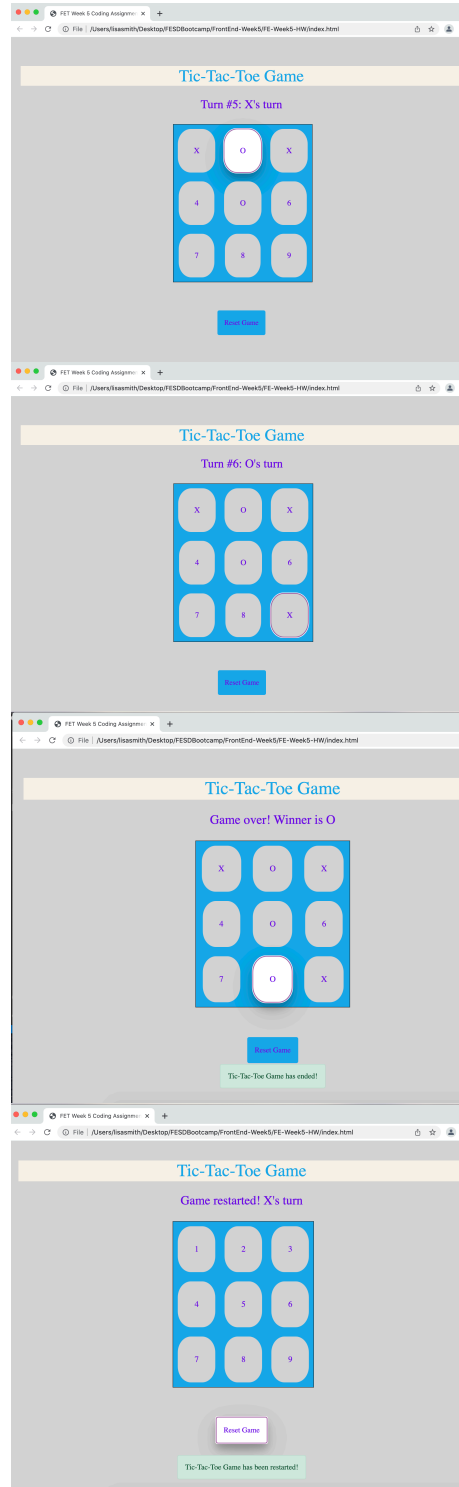 FET Week 5 Coding Assignmen
File | /Users/lisasmith/Desktop/FESDBootcamp/FrontEnd-Week5/FE-Week5-HW/index.html
Tic-Tac-Toe Game
Turn #5: X's turn
X O X
4 O 6
7 8 9
Reset Game
FET Week 5 Coding Assignmen
File | /Users/lisasmith/Desktop/FESDBootcamp/FrontEnd-Week5/FE-Week5-HW/index.html
Tic-Tac-Toe Game
Turn #6: O's turn
X O X
4 O 6
7 8 X
Reset Game
FET Week 5 Coding Assignmen
File | /Users/lisasmith/Desktop/FESDBootcamp/FrontEnd-Week5/FE-Week5-HW/index.html
Tic-Tac-Toe Game
Game over! Winner is O
X O X
4 O 6
7 O X
Reset Game
Tic-Tac-Toe Game has ended!
FET Week 5 Coding Assignmen
File | /Users/lisasmith/Desktop/FESDBootcamp/FrontEnd-Week5/FE-Week5-HW/index.html
Tic-Tac-Toe Game
Game restarted! X's turn
1 2 3
4 5 6
7 8 9
Reset Game
Tic-Tac-Toe Game has been restarted!